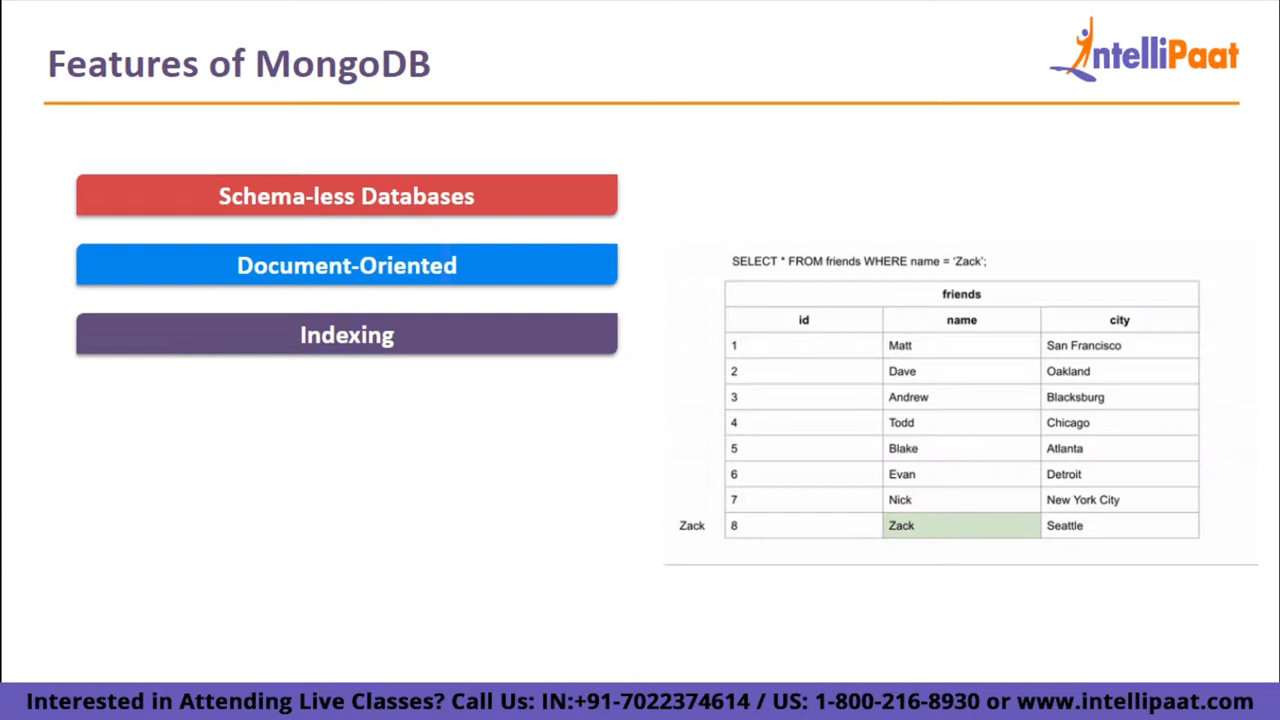 Features of MongoDB
IntelliPaat
Schema-less Databases
Document-Oriented
Indexing
SELECT * FROM friends WHERE name = ‘Zack’;
friends
id name city
1 Matt San Francisco
2 Dave Oakland
3 Andrew Blacksburg
4 Todd Chicago
5 Blake Atlanta
6 Evan Detroit
7 Nick New York City
Zack 8 Zack Seattle
Interested in Attending Live Classes? Call Us: IN:+91-7022374614 / US: 1-800-216-8930 or www.intellipaat.com